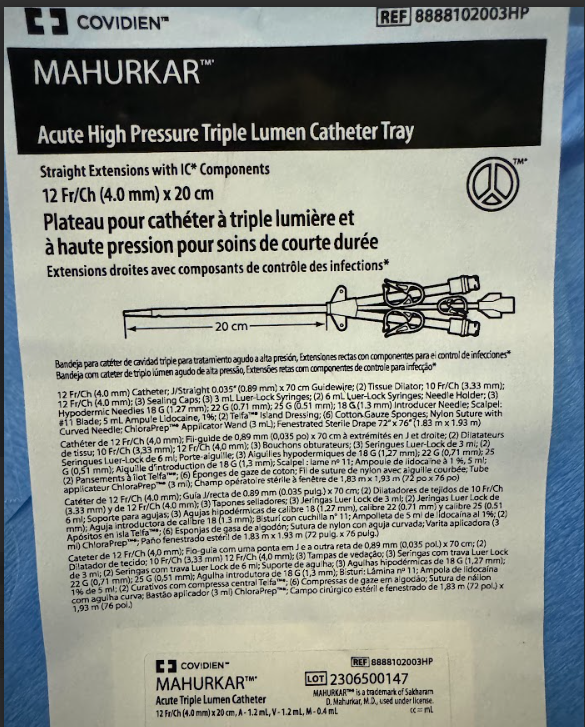 COVIDIEN™
REF 8888102003HP
MAHURKAR™*
Acute High Pressure Triple Lumen Catheter Tray
Straight Extensions with IC* Components
12 Fr/Ch (4.0 mm) x 20 cm
TM*
Plateau pour cathéter à triple lumière et
à haute pression pour soins de courte durée
Extensions droites avec composants de contrôle des infections*
20 cm
Bandeja para catéter de cavidad triple para tratamiento agudo a alta presión, Extensiones rectas con componentes para el control de infecciones*
Bandeja com cateter de triplo lúmen agudo de alta pressão, Extensões retas com componentes de controle para infecção*
12 Fr/Ch (4.0 mm) Catheter; J/Straight 0.035" (0.89 mm) x 70 cm Guidewire; (2) Tissue Dilator; 10 Fr/Ch (3.33 mm);
12 Fr/Ch (4.0 mm); (3) Sealing Caps; (3) 3 mL Luer-Lock Syringes; (2) 6 mL Luer-Lock Syringes; Needle Holder; (3)
Hypodermic Needles 18 G (1.27 mm); 22 G (0.71 mm); 25 G (0.51 mm); 18 G (1.3 mm) Introducer Needle; Scalpel:
#11 Blade; 5 mL Ampule Lidocaine, 1%; (2) Telfa™* Island Dressing; (6) Cotton Gauze Sponges; Nylon Suture with
Curved Needle; ChloraPrep™* Applicator Wand (3 mL); Fenestrated Sterile Drape 72" x 76" (1.83 m x 1.93 m)
Cathéter de 12 Fr/Ch (4,0 mm); Fil-guide de 0,89 mm (0,035 po) x 70 cm à extrémités en J et droite; (2) Dilatateurs
de tissu; 10 Fr/Ch (3,33 mm); 12 Fr/Ch (4,0 mm); (3) Bouchons obturateurs; (3) Seringues Luer-Lock de 3 ml; (2)
Seringues Luer-Lock de 6 ml; Porte-aiguille; (3) Aiguilles hypodermiques de 18 G (1,27 mm); 22 G (0,71 mm); 25
G (0,51 mm); Aiguille d'introduction de 18 G (1,3 mm); Scalpel : lame nº 11; Ampoule de lidocaïne à 1 %, 5 ml;
(2) Pansements à îlot Telfa™*; (6) Éponges de gaze de coton; Fil de suture de nylon avec aiguille courbée; Tube
applicateur ChloraPrep™* (3 ml); Champ opératoire stérile à fenêtre de 1,83 m x 1,93 m (72 po x 76 po)
Catéter de 12 Fr/Ch (4.0 mm); Guía J/recta de 0.89 mm (0.035 pulg.) x 70 cm; (2) Dilatadores de tejidos de 10 Fr/Ch
(3.33 mm) y de 12 Fr/Ch (4.0 mm); (3) Tapones selladores; (3) Jeringas Luer Lock de 3 ml; (2) Jeringas Luer Lock de
6 ml; Soporte para agujas; (3) Agujas hipodérmicas de calibre 18 (1.27 mm), calibre 22 (0.71 mm) y calibre 25 (0.51
mm); Aguja introductora de calibre 18 (1.3 mm); Bisturí con cuchilla nº 11; Ampolleta de 5 ml de lidocaína al 1%; (2)
Apósitos en isla Telfa™*; (6) Esponjas de gasa de algodón; Sutura de nylon con aguja curvada; Varita aplicadora (3
ml) ChloraPrep™*; Paño fenestrado estéril de 1.83 m x 1.93 m (72 pulg. x 76 pulg.)
Cateter de 12 Fr/Ch (4,0 mm); Fio-guia com uma ponta em J e a outra reta de 0,89 mm (0,035 pol.) x 70 cm; (2)
Dilatador de tecido; 10 Fr/Ch (3,33 mm) 12 Fr/Ch (4,0 mm); (3) Tampas de vedação; (3) Seringas com trava Luer Lock
de 3 ml; (2) Seringas com trava Luer Lock de 6 ml; Suporte de agulha; (3) Agulhas hipodérmicas de 18 G (1,27 mm);
22 G (0,71 mm); 25 G (0,51 mm); Agulha introdutora de 18 G (1,3 mm); Bisturi: Lâmina nº 11; Ampola de lidocaína
1% de 5 ml; (2) Curativos com compressa central Telfa™*; (6) Compressas de gaze em algodão; Sutura de náilon
com agulha curva; Bastão aplicador (3 ml) ChloraPrep™*; Campo cirúrgico estéril e fenestrado de 1,83 m (72 pol.) x
1,93 m (76 pol.)
COVIDIEN™
REF 8888102003HP
MAHURKAR™*
LOT 2306500147
Acute Triple Lumen Catheter
MAHURKAR™* is a trademark of Sakharam
D. Mahurkar, M.D., used under license.
12 Fr/Ch (4.0 mm) x 20 cm, A - 1.2 mL, V - 1.2 mL, M - 0.4 mL
cc = mL